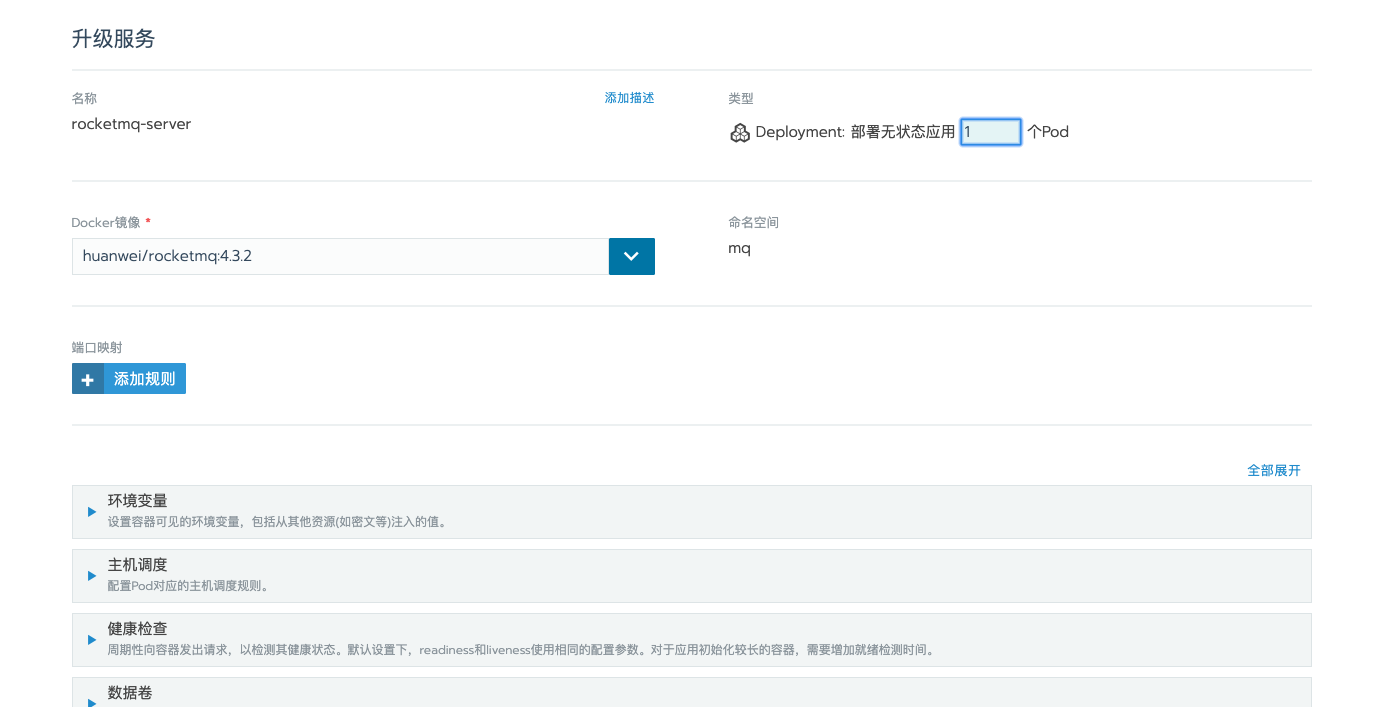 升级服务
名称
添加描述
类型
rocketmq-server
Deployment: 部署无状态应用 1 个Pod
Docker镜像 *
命名空间
huanwei/rocketmq:4.3.2
mq
端口映射
添加规则
全部展开
环境变量
设置容器可见的环境变量，包括从其他资源(如密文等)注入的值。
主机调度
配置Pod对应的主机调度规则。
健康检查
周期性向容器发出请求，以检测其健康状态。默认设置下，readiness和liveness使用相同的配置参数。对于应用初始化较长的容器，需要增加就绪检测时间。
数据卷